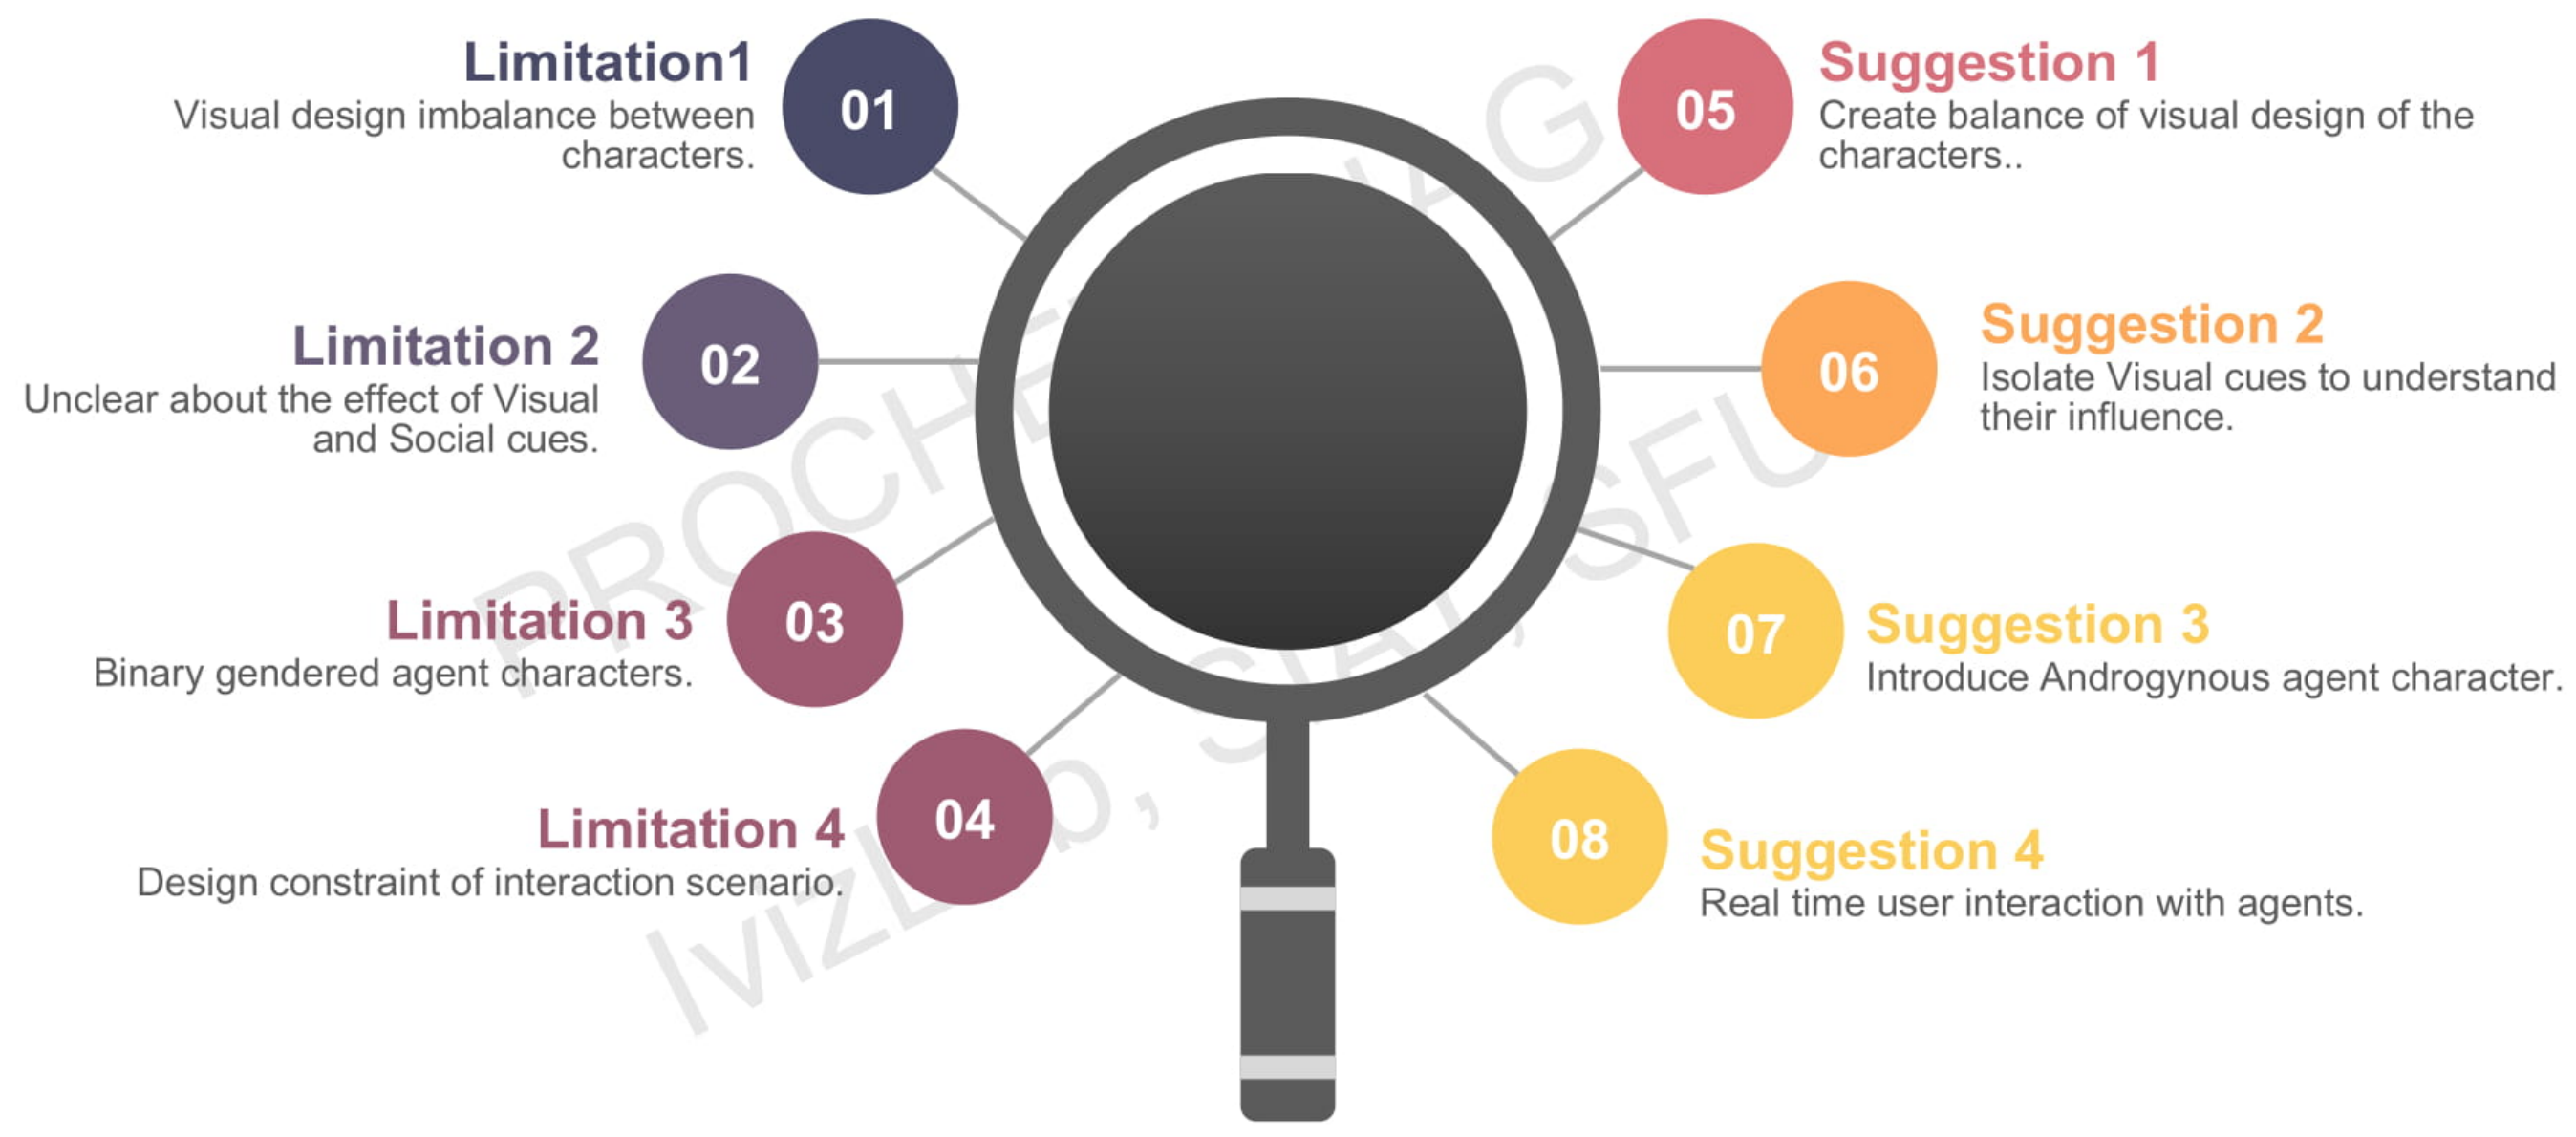 Limitation1
Visual design imbalance between
characters.
01
Limitation 2
Unclear about the effect of Visual
and Social cues.
02
Limitation 3
Binary gendered agent characters.
03
Limitation 4
Design constraint of interaction scenario.
04
05
Suggestion 1
Create balance of visual design of the
characters..
06
Suggestion 2
Isolate Visual cues to understand
their influence.
07
Suggestion 3
Introduce Androgynous agent character.
08
Suggestion 4
Real time user interaction with agents.
SFU